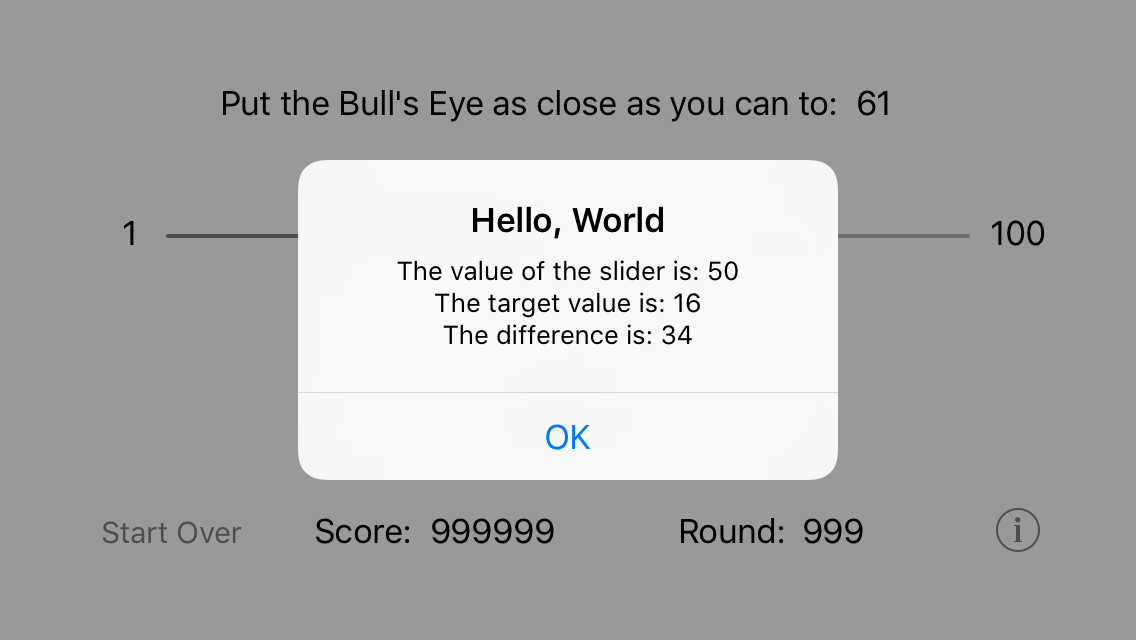 Put the Bull's Eye as close as you can to: 61
1 100
Hello, World
The value of the slider is: 50
The target value is: 16
The difference is: 34
OK
Start Over Score: 999999 Round: 999 i